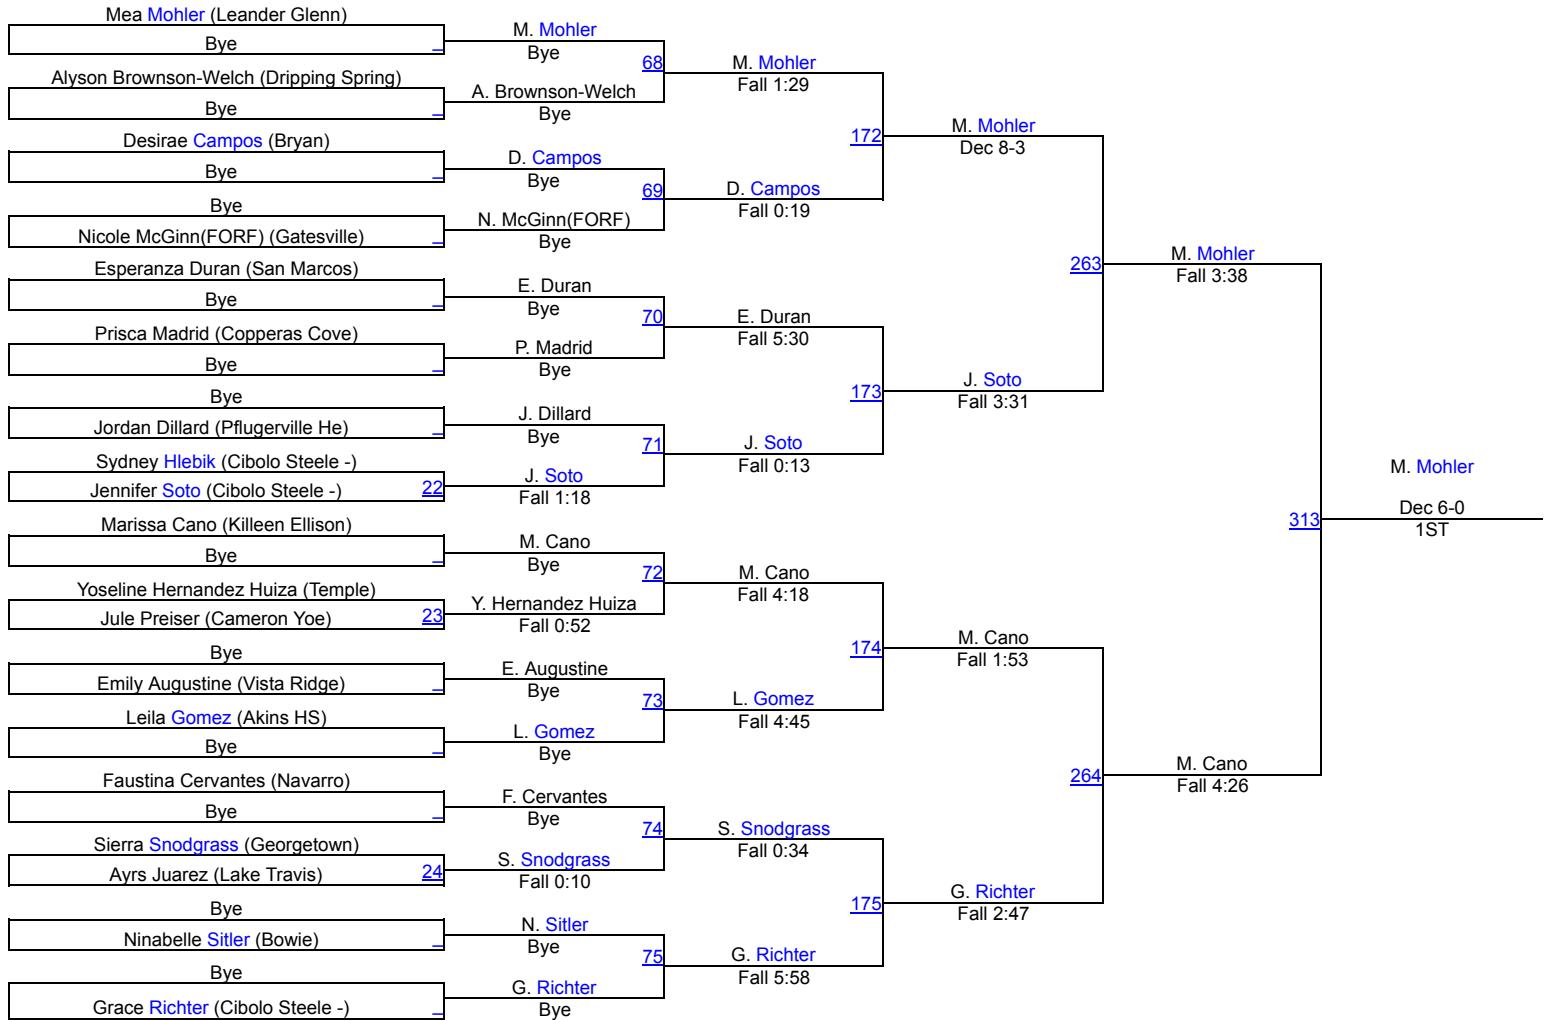 Mea Mohler (Leander Glenn)
Bye
Alyson Brownson-Welch (Dripping Spring)
Bye
Desirae Campos (Bryan)
Bye
Bye
Nicole McGinn(FORF) (Gatesville)
Esperanza Duran (San Marcos)
Bye
Prisca Madrid (Copperas Cove)
Bye
Bye
Jordan Dillard (Pflugerville He)
Sydney Hlebik (Cibolo Steele -)
Jennifer Soto (Cibolo Steele -) 22
Marissa Cano (Killeen Ellison)
Bye
Yoseline Hernandez Huiza (Temple)
Jule Preiser (Cameron Yoe) 23
Bye
Emily Augustine (Vista Ridge)
Leila Gomez (Akins HS)
Bye
Faustina Cervantes (Navarro)
Bye
Sierra Snodgrass (Georgetown)
Ayrs Juarez (Lake Travis) 24
Bye
Ninabelle Sitler (Bowie)
Bye
Grace Richter (Cibolo Steele -)
M. Mohler
Bye
68
A. Brownson-Welch
Bye
D. Campos
Bye
69
N. McGinn(FORF)
Bye
E. Duran
Bye
70
P. Madrid
Bye
J. Dillard
Bye
71
J. Soto
Fall 1:18
M. Cano
Bye
72
Y. Hernandez Huiza
Fall 0:52
E. Augustine
Bye
73
L. Gomez
Bye
F. Cervantes
Bye
74
S. Snodgrass
Fall 0:10
N. Sitler
Bye
75
G. Richter
Bye
M. Mohler
Fall 1:29
172
D. Campos
Fall 0:19
E. Duran
Fall 5:30
173
J. Soto
Fall 0:13
M. Cano
Fall 4:18
174
L. Gomez
Fall 4:45
S. Snodgrass
Fall 0:34
175
G. Richter
Fall 5:58
M. Mohler
Dec 8-3
263
J. Soto
Fall 3:31
M. Cano
Fall 1:53
264
G. Richter
Fall 2:47
M. Mohler
Fall 3:38
313
M. Cano
Fall 4:26
M. Mohler
Dec 6-0
1ST